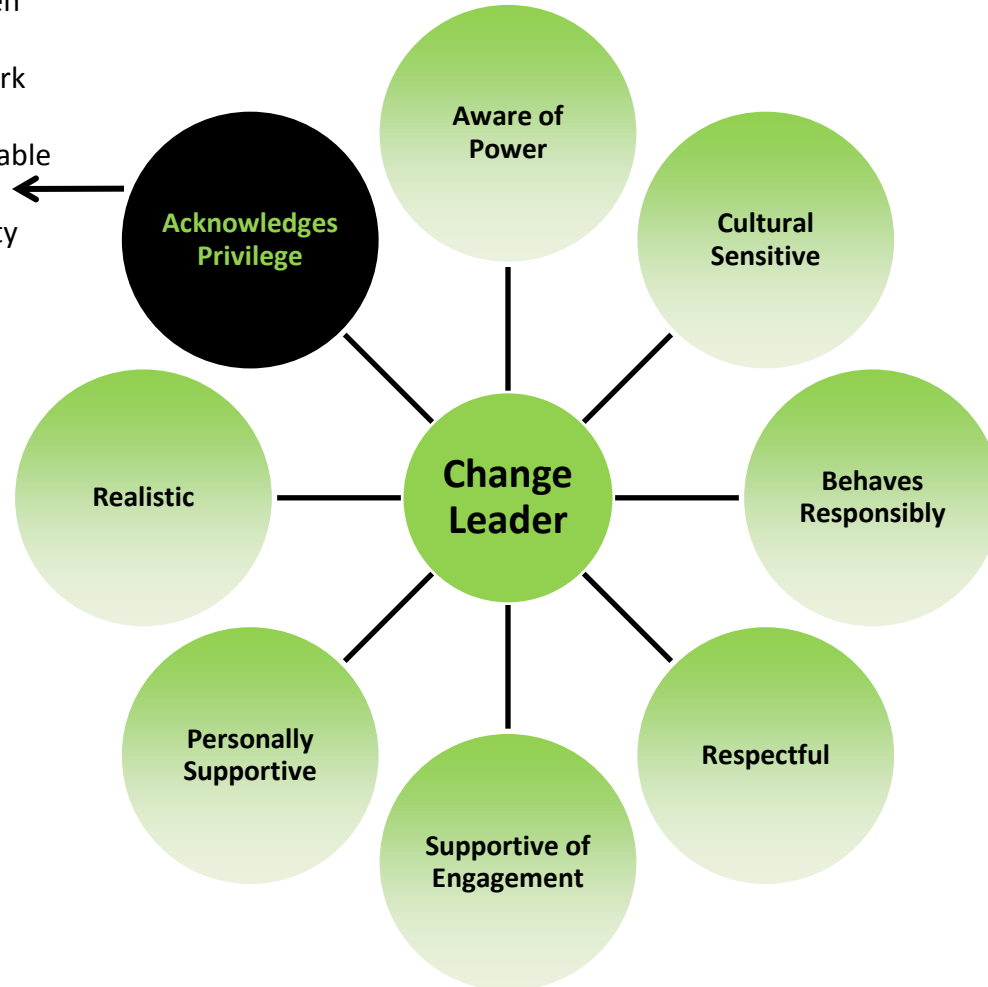 Aware of
Power
Cultural
Sensitive
Behaves
Responsibly
Respectful
Supportive of
Engagement
Personally
Supportive
Realistic
Acknowledges
Privilege
Change
Leader